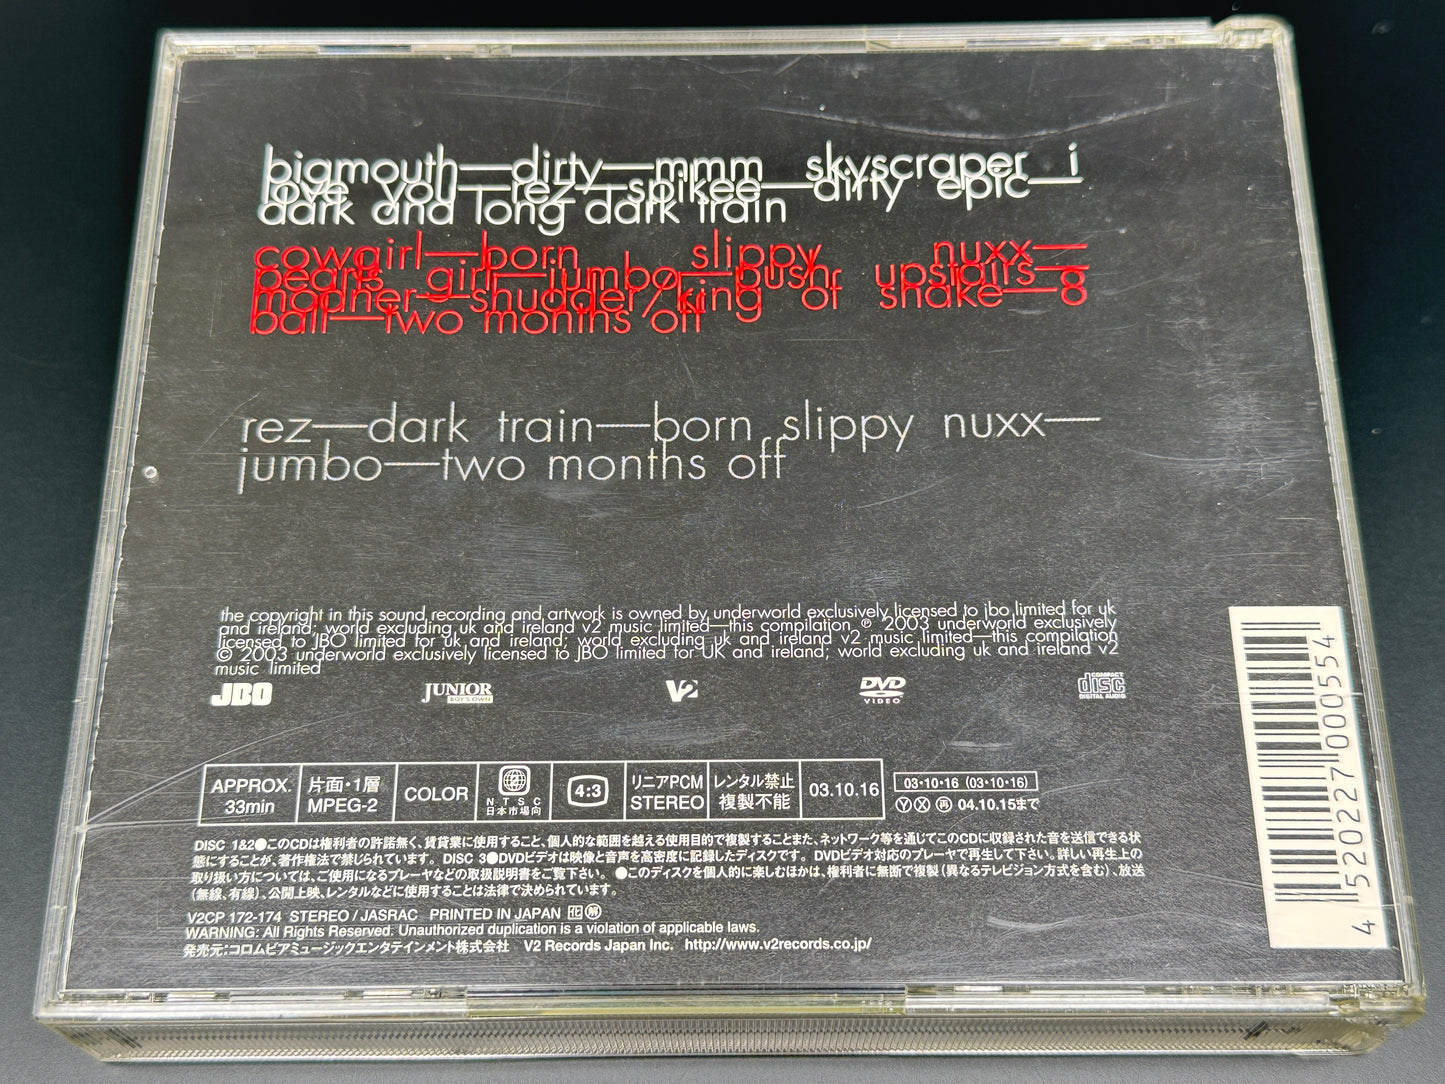 bigmouth—dirty—mmm skyscraper i
love you—rez—spikee—dirty epic—
dark and long dark train
cowgirl—born slippy nuxx—
pearls girl—jumbo—push upstairs—8
moaner—shudder/king of snake—8
ball—two months off
rez—dark train—born slippy nuxx—
jumbo—two months off
the copyright in this sound recording and artwork is owned by underworld exclusively licensed to jbo limited for uk
and ireland; world excluding uk and ireland v2 music limited—this compilation ℗ 2003 underworld exclusively
licensed to JBO limited for uk and ireland; world excluding uk and ireland v2 music limited—this compilation
© 2003 underworld exclusively licensed to JBO limited for UK and ireland; world excluding uk and ireland v2
music limited
JBO
JUNIOR
BOY'S OWN
V2
DVD
VIDEO
COMPACT
disc
DIGITAL AUDIO
APPROX.
33min
片面・1層
MPEG-2
COLOR
2
NTSC
日本市場向
4:3
リニアPCM
STEREO
レンタル禁止
複製不能
03.10.16
03・10・16 (03・10・16)
Ⓨ Ⓧ ㊢ 04.10.15まで
DISC 1&2●このCDは権利者の許諾無く、賃貸業に使用すること、個人的な範囲を越える使用目的で複製することまた、ネットワーク等を通じてこのCDに収録された音を送信できる状
態にすることが、著作権法で禁じられています。 DISC 3●DVDビデオは映像と音声を高密度に記録したディスクです。 DVDビデオ対応のプレーヤで再生して下さい。詳しい再生上の
取り扱い方については、ご使用になるプレーヤなどの取扱説明書をご覧下さい。 ●このディスクを個人的に楽しむほかは、権利者に無断で複製(異なるテレビジョン方式を含む)、放送
(無線、有線)、公開上映、レンタルなどに使用することは法律で決められています。
V2CP 172-174 STEREO / JASRAC PRINTED IN JAPAN
WARNING: All Rights Reserved. Unauthorized duplication is a violation of applicable laws.
発売元:コロムビアミュージックエンタテインメント株式会社 V2 Records Japan Inc. http://www.v2records.co.jp/
4 520227 000554